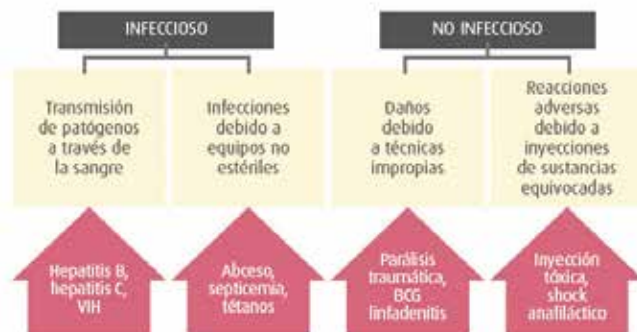 INFECCIOSO
NO INFECCIOSO
Transmisión
de patógenos
a través de
la sangre
Infecciones
debido a
equipos no
estériles
Daños
debido
a técnicas
impropias
Reacciones
adversas
debido a
inyecciones
de sustancias
equivocadas
Hepatitis B,
hepatitis C,
VIH
Abceso,
septicemia,
tétanos
Parálisis
traumática,
BCG
linfadenitis
Inyección
tóxica,
shock
anafiláctico